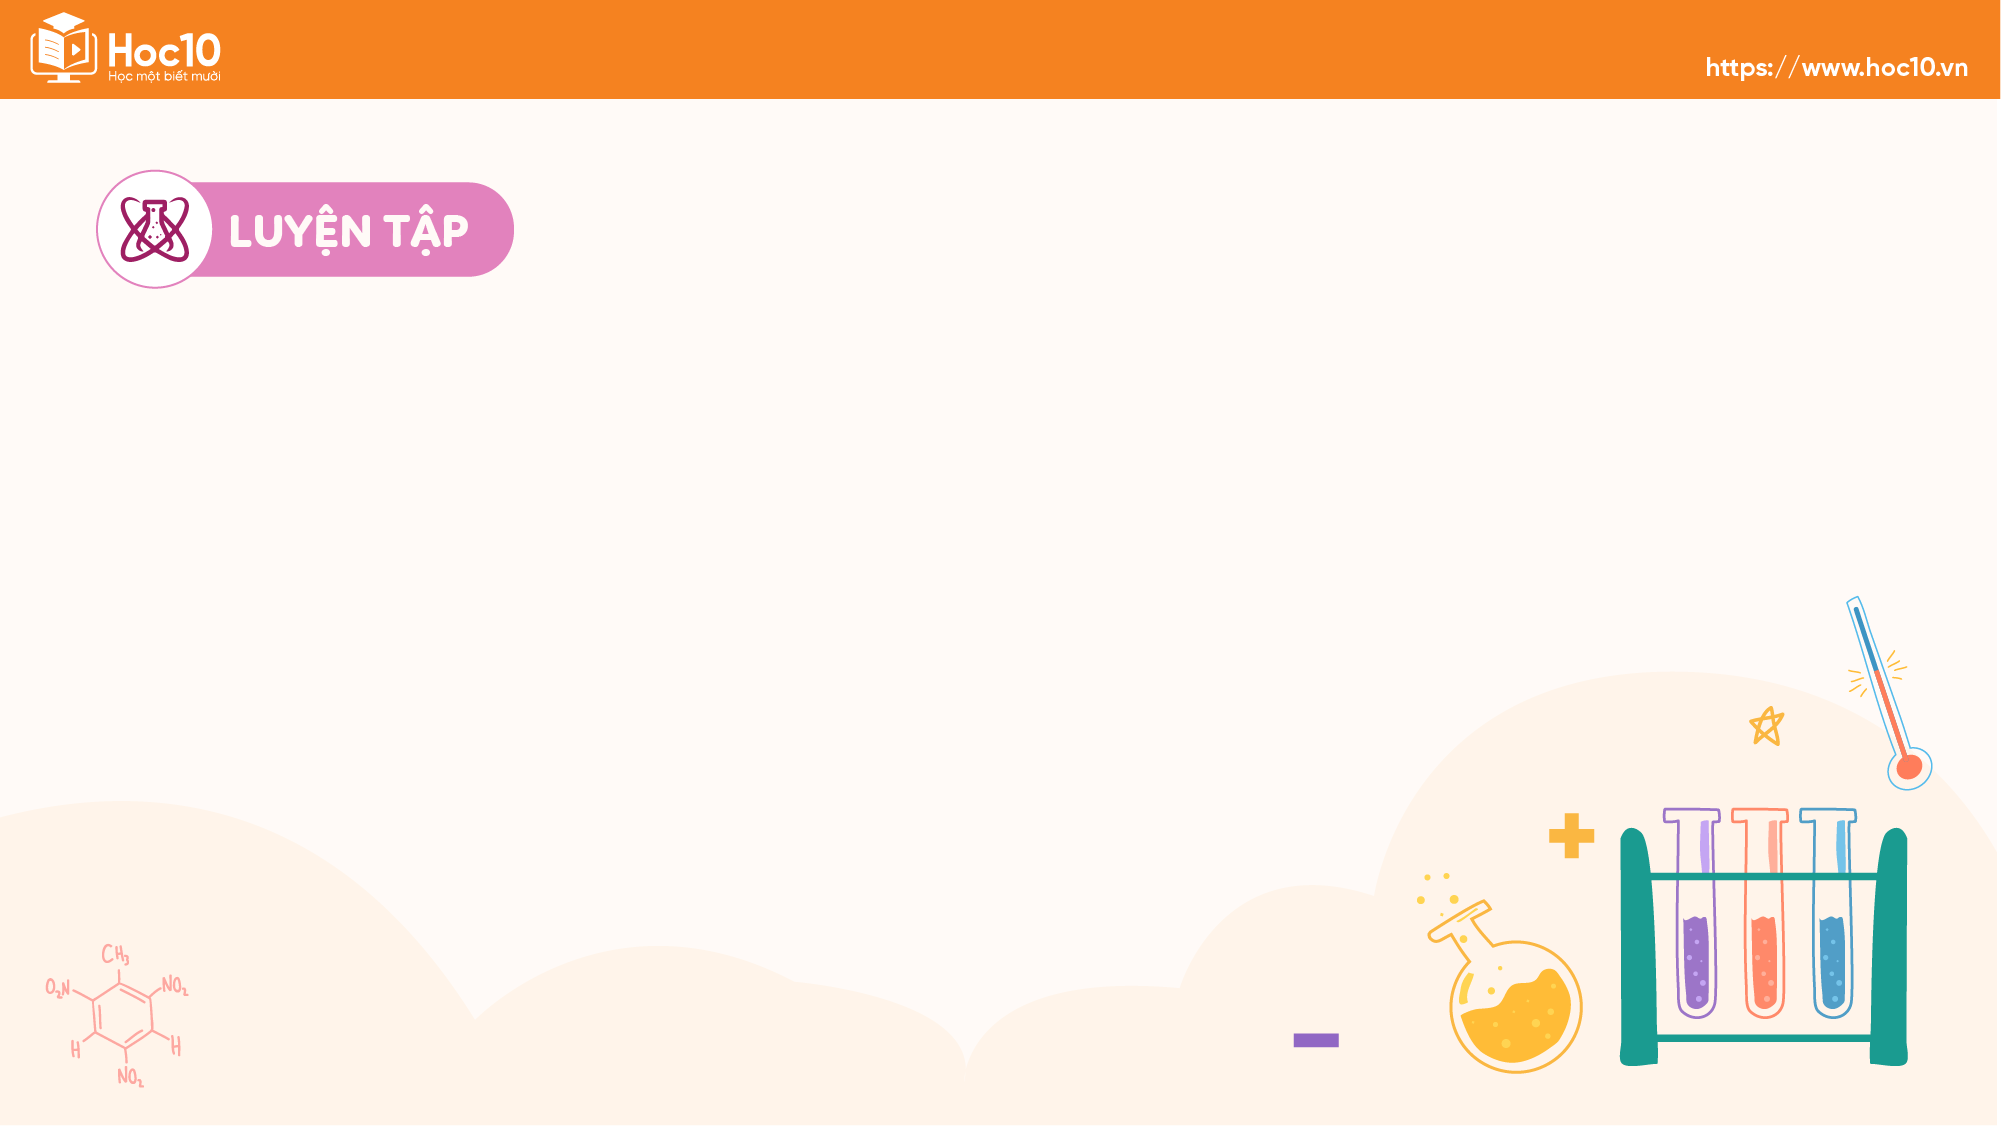 Hoc10
Học một biết mười
https://www.hoc10.vn
LUYỆN TẬP
CH₃
O₂N
NO₂
H
H
NO₂